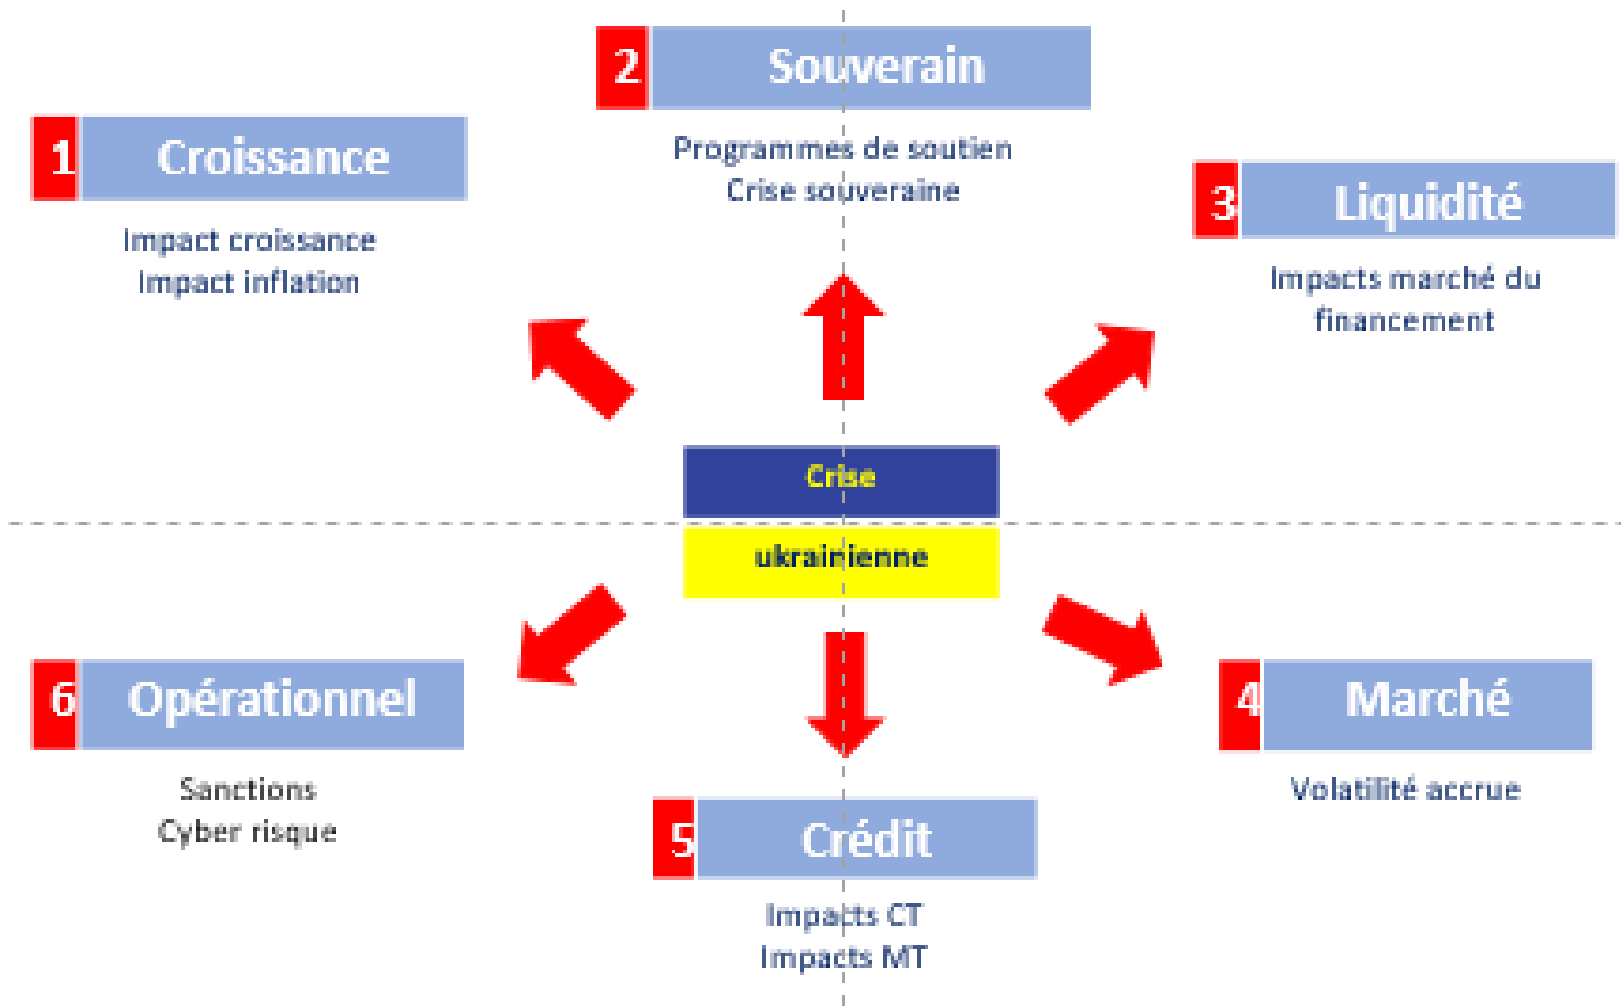 1 Croissance
Impact croissance
Impact inflation
2 Souverain
Programmes de soutien
Crise souveraine
3 Liquidité
Impacts marché du
financement
Crise
ukrainienne
4 Marché
Volatilité accrue
5 Crédit
Impacts CT
Impacts MT
6 Opérationnel
Sanctions
Cyber risque